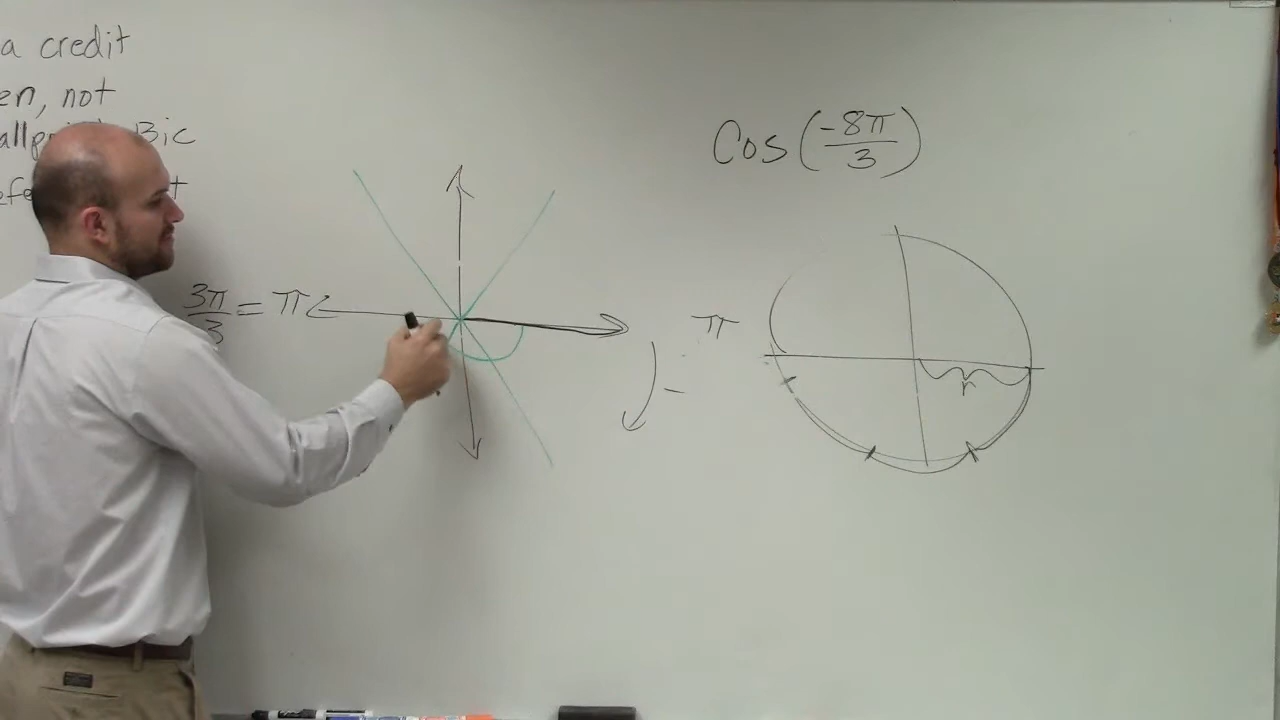 a credit
en, not
Bic
Cos(-8π/3)
3π/3 = π
π
-
r